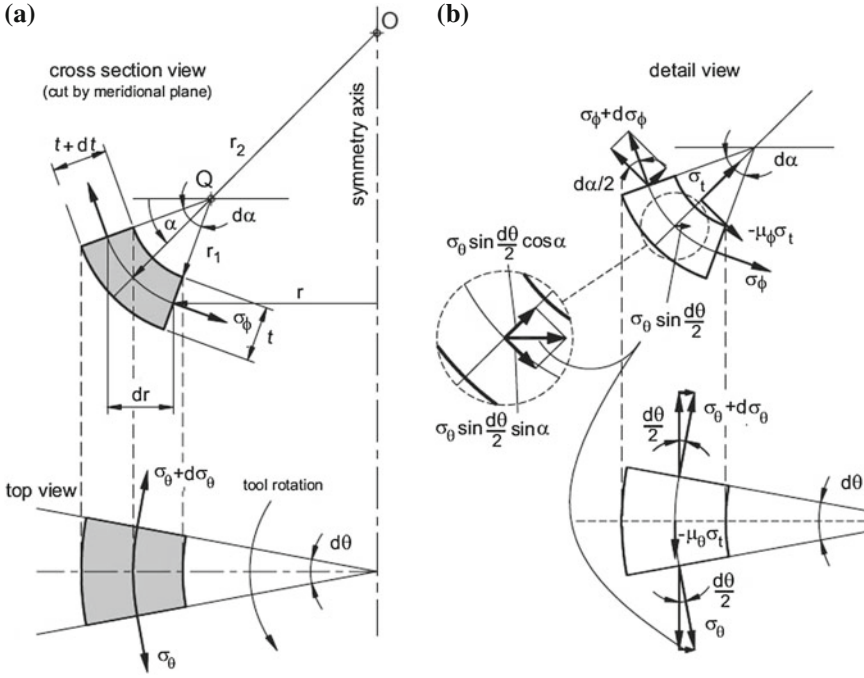 (a)
O
cross section view
(cut by meridional plane)
t + dt
r₂
symmetry axis
Q
dα
α
r₁
r
σϕ
t
dr
σθ+dσθ
top view
tool rotation
dθ
σθ
(b)
detail view
σϕ+dσϕ
dα
dα/2
σt
-μϕσt
σθ sin dθ/2 cosα
σϕ
σθ sin dθ/2
σθ sin dθ/2 sinα
dθ/2
σθ+dσθ
dθ
-μθσt
dθ/2
σθ